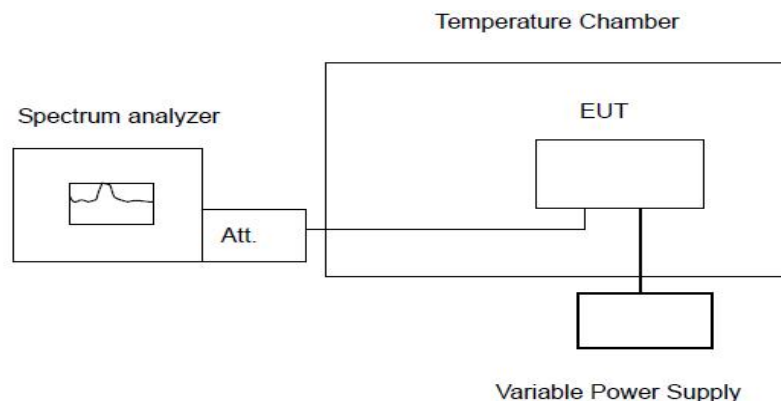 Temperature Chamber
Spectrum analyzer
EUT
Att.
Variable Power Supply